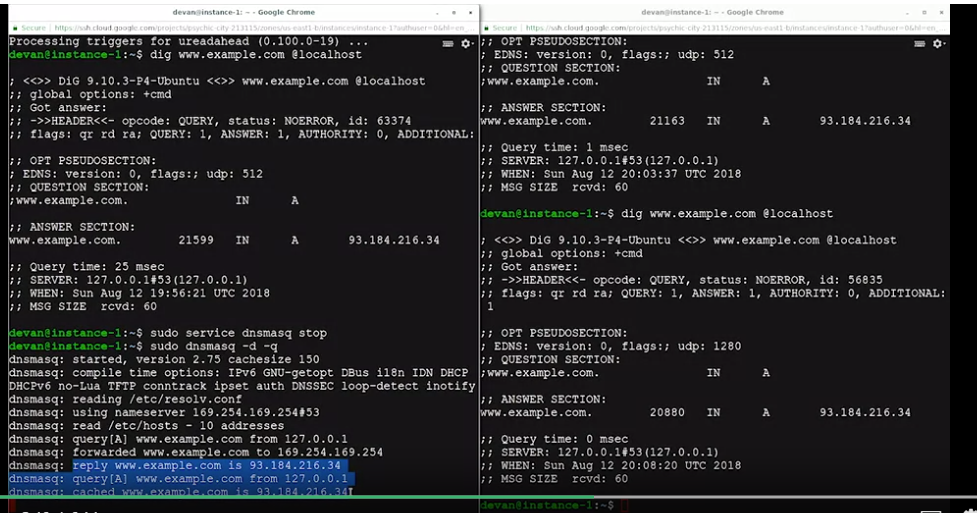 devan@instance-1: ~ - Google Chrome
Secure | https://ssh.cloud.google.com/projects/psychic-city-213115/zones/us-east1-b/instances/instance-1?authuser=0&hl=en_
Processing triggers for ureadahead (0.100.0-19) ...
devan@instance-1:~$ dig www.example.com @localhost
; <<>> DiG 9.10.3-P4-Ubuntu <<>> www.example.com @localhost
;; global options: +cmd
;; Got answer:
;; ->>HEADER<<- opcode: QUERY, status: NOERROR, id: 63374
;; flags: qr rd ra; QUERY: 1, ANSWER: 1, AUTHORITY: 0, ADDITIONAL:
;; OPT PSEUDOSECTION:
; EDNS: version: 0, flags:; udp: 512
;; QUESTION SECTION:
;www.example.com. IN A
;; ANSWER SECTION:
www.example.com. 21599 IN A 93.184.216.34
;; Query time: 25 msec
;; SERVER: 127.0.0.1#53(127.0.0.1)
;; WHEN: Sun Aug 12 19:56:21 UTC 2018
;; MSG SIZE rcvd: 60
devan@instance-1:~$ sudo service dnsmasq stop
devan@instance-1:~$ sudo dnsmasq -d -q
dnsmasq: started, version 2.75 cachesize 150
dnsmasq: compile time options: IPv6 GNU-getopt DBus i18n IDN DHCP
DHCPv6 no-Lua TFTP conntrack ipset auth DNSSEC loop-detect inotify
dnsmasq: reading /etc/resolv.conf
dnsmasq: using nameserver 169.254.169.254#53
dnsmasq: read /etc/hosts - 10 addresses
dnsmasq: query[A] www.example.com from 127.0.0.1
dnsmasq: forwarded www.example.com to 169.254.169.254
dnsmasq: reply www.example.com is 93.184.216.34
dnsmasq: query[A] www.example.com from 127.0.0.1
dnsmasq: cached www.example.com is 93.184.216.34
devan@instance-1: ~ - Google Chrome
Secure | https://ssh.cloud.google.com/projects/psychic-city-213115/zones/us-east1-b/instances/instance-1?authuser=0&hl=en_
;; OPT PSEUDOSECTION:
; EDNS: version: 0, flags:; udp: 512
;; QUESTION SECTION:
;www.example.com. IN A
;; ANSWER SECTION:
www.example.com. 21163 IN A 93.184.216.34
;; Query time: 1 msec
;; SERVER: 127.0.0.1#53(127.0.0.1)
;; WHEN: Sun Aug 12 20:03:37 UTC 2018
;; MSG SIZE rcvd: 60
devan@instance-1:~$ dig www.example.com @localhost
; <<>> DiG 9.10.3-P4-Ubuntu <<>> www.example.com @localhost
;; global options: +cmd
;; Got answer:
;; ->>HEADER<<- opcode: QUERY, status: NOERROR, id: 56835
;; flags: qr rd ra; QUERY: 1, ANSWER: 1, AUTHORITY: 0, ADDITIONAL:
1
;; OPT PSEUDOSECTION:
; EDNS: version: 0, flags:; udp: 1280
;; QUESTION SECTION:
;www.example.com. IN A
;; ANSWER SECTION:
www.example.com. 20880 IN A 93.184.216.34
;; Query time: 0 msec
;; SERVER: 127.0.0.1#53(127.0.0.1)
;; WHEN: Sun Aug 12 20:08:20 UTC 2018
;; MSG SIZE rcvd: 60
devan@instance-1:~$